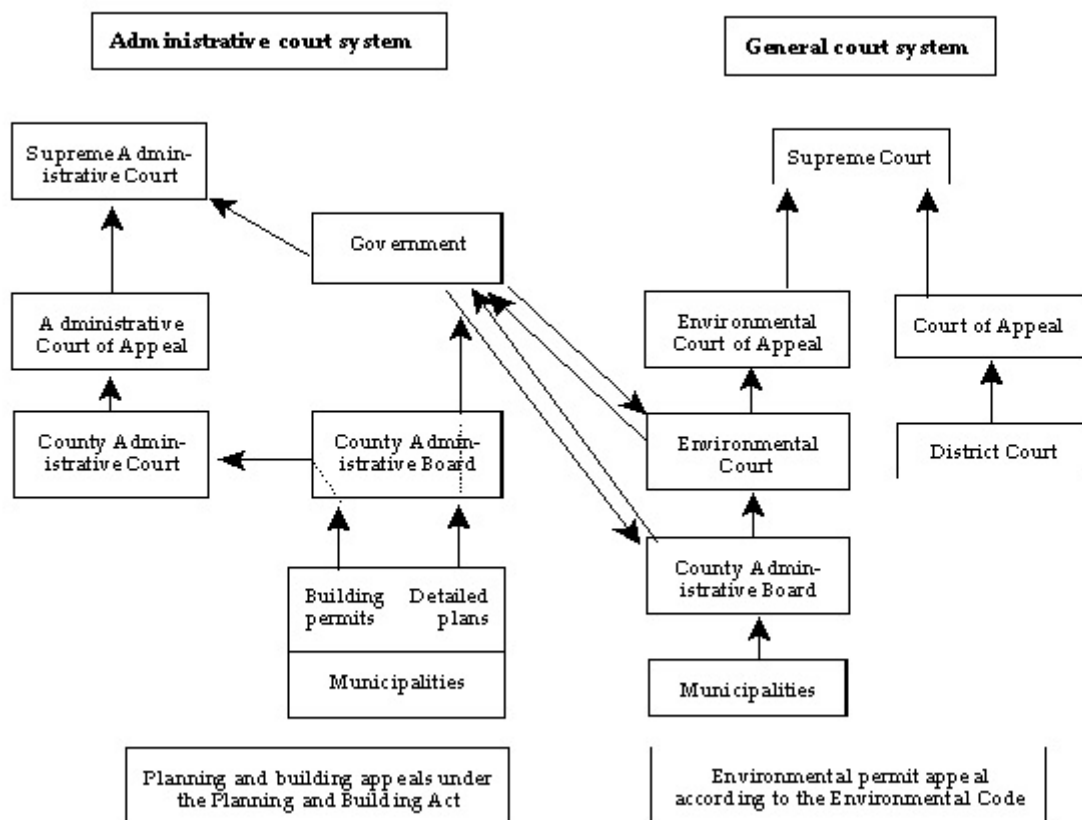 Administrative court system
General court system
Supreme Admin-
istrative Court
Supreme Court
Government
Administrative
Court of Appeal
Environmental
Court of Appeal
Court of Appeal
County Admin-
istrative Court
County Admin-
istrative Board
Environmental
Court
District Court
County Admin-
istrative Board
Building
permits
Detailed
plans
Municipalities
Municipalities
Planning and building appeals under
the Planning and Building Act
Environmental permit appeal
according to the Environmental Code